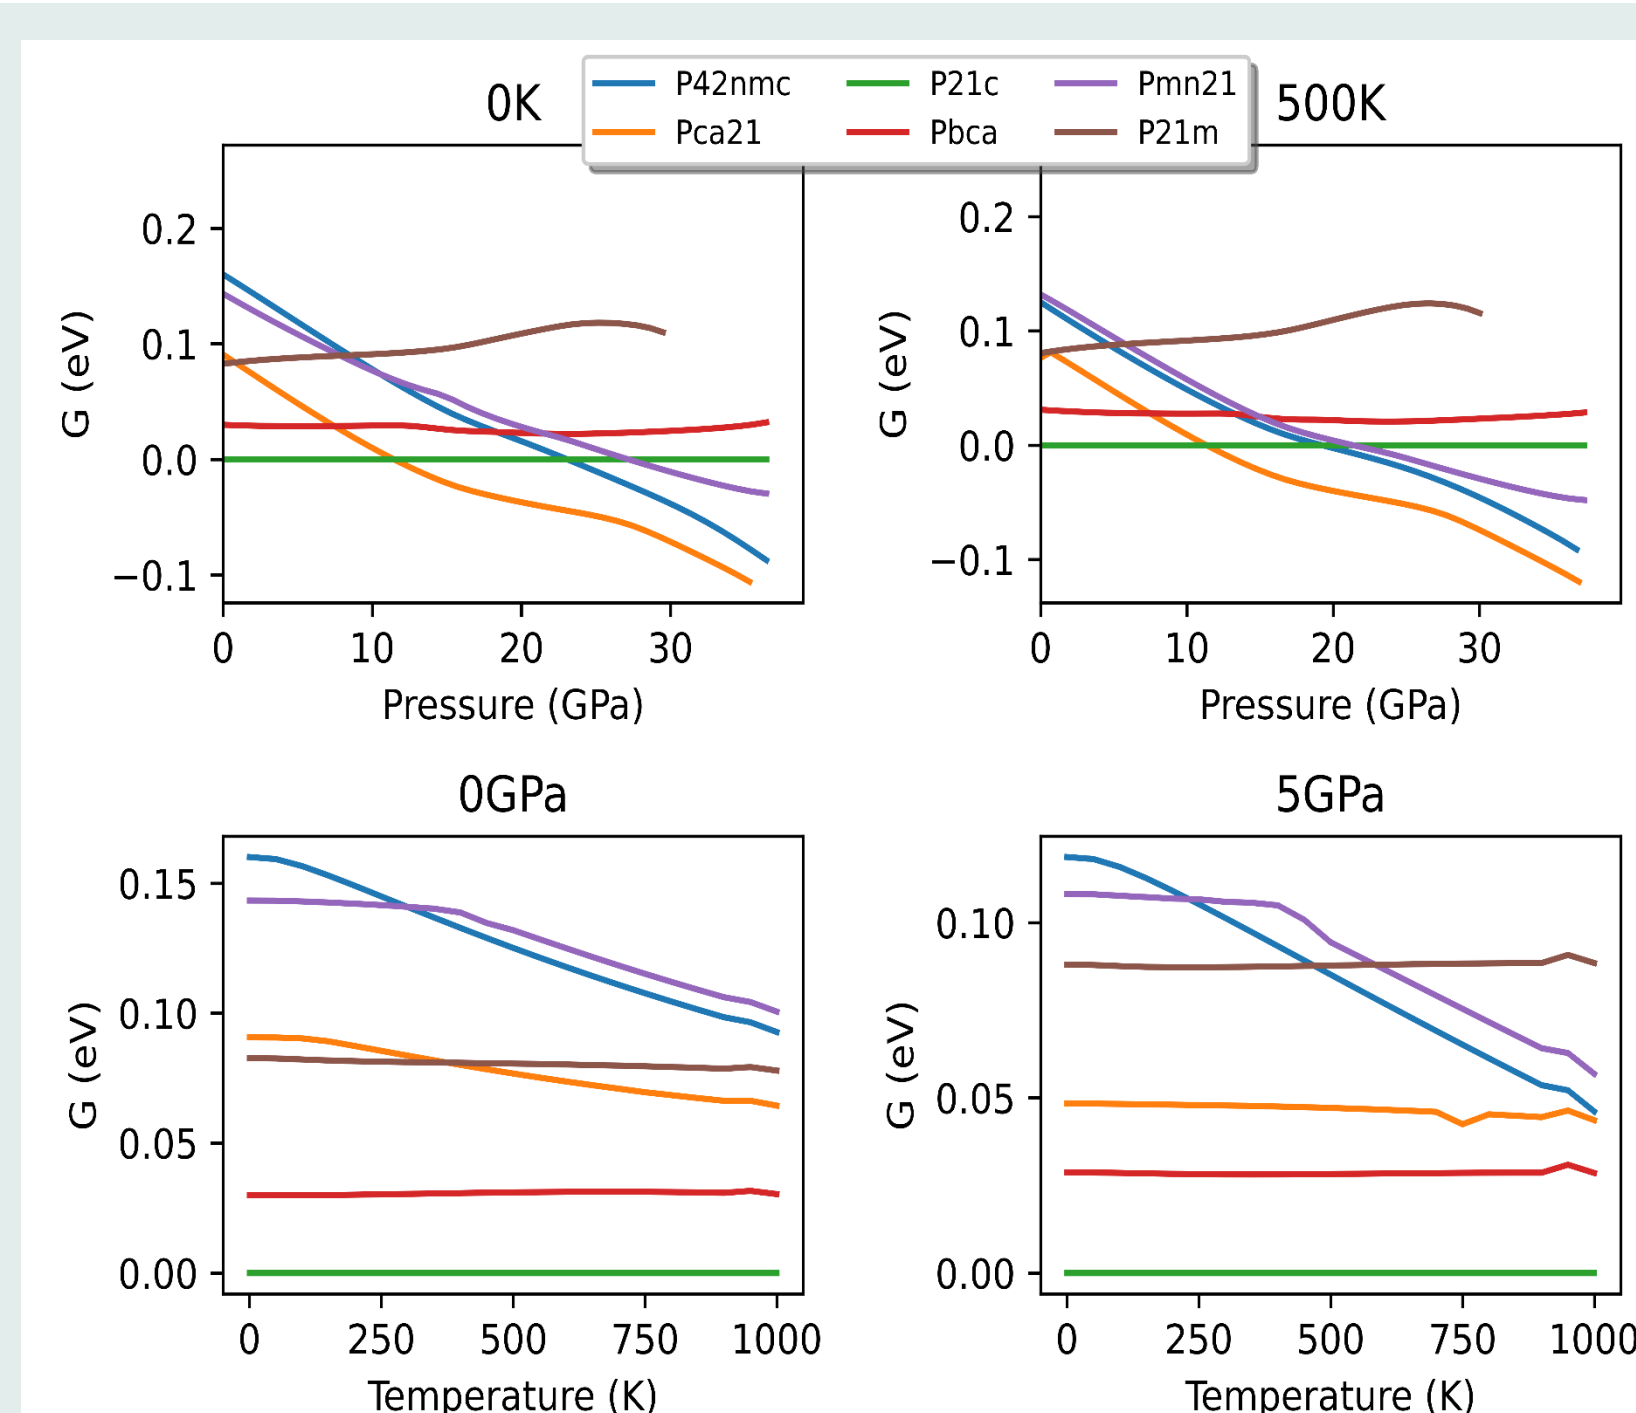 P42nmc P21c Pmn21
Pca21 Pbca P21m
0K
0.2
0.1
0.0
−0.1
G (eV)
0 10 20 30
Pressure (GPa)
500K
0.2
0.1
0.0
−0.1
G (eV)
0 10 20 30
Pressure (GPa)
0GPa
0.15
0.10
0.05
0.00
G (eV)
0 250 500 750 1000
Temperature (K)
5GPa
0.10
0.05
0.00
G (eV)
0 250 500 750 1000
Temperature (K)